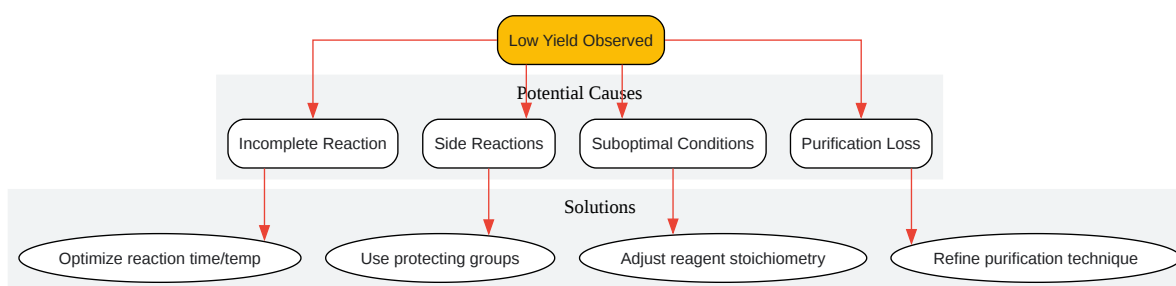 Low Yield Observed
Potential Causes
Incomplete Reaction
Side Reactions
Suboptimal Conditions
Purification Loss
Solutions
Optimize reaction time/temp
Use protecting groups
Adjust reagent stoichiometry
Refine purification technique